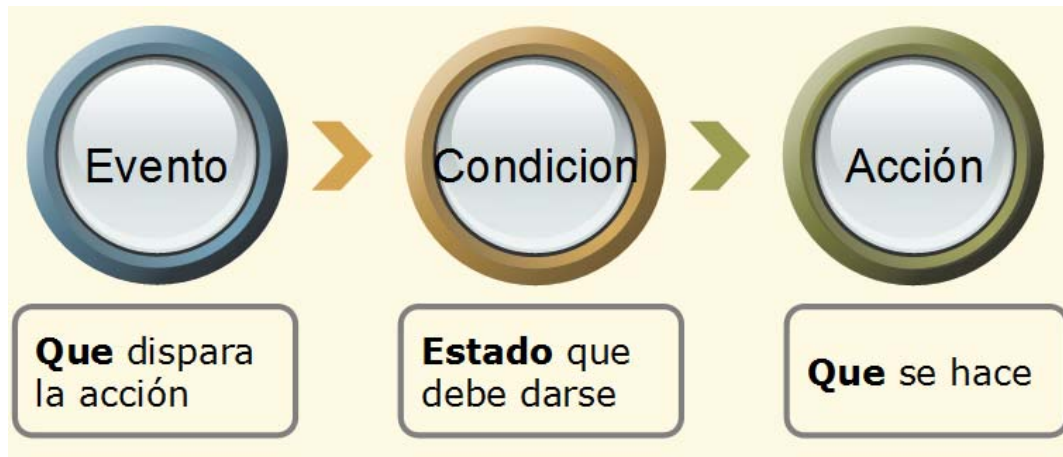 Evento
Condicion
Acción
Que dispara
la acción
Estado que
debe darse
Que se hace